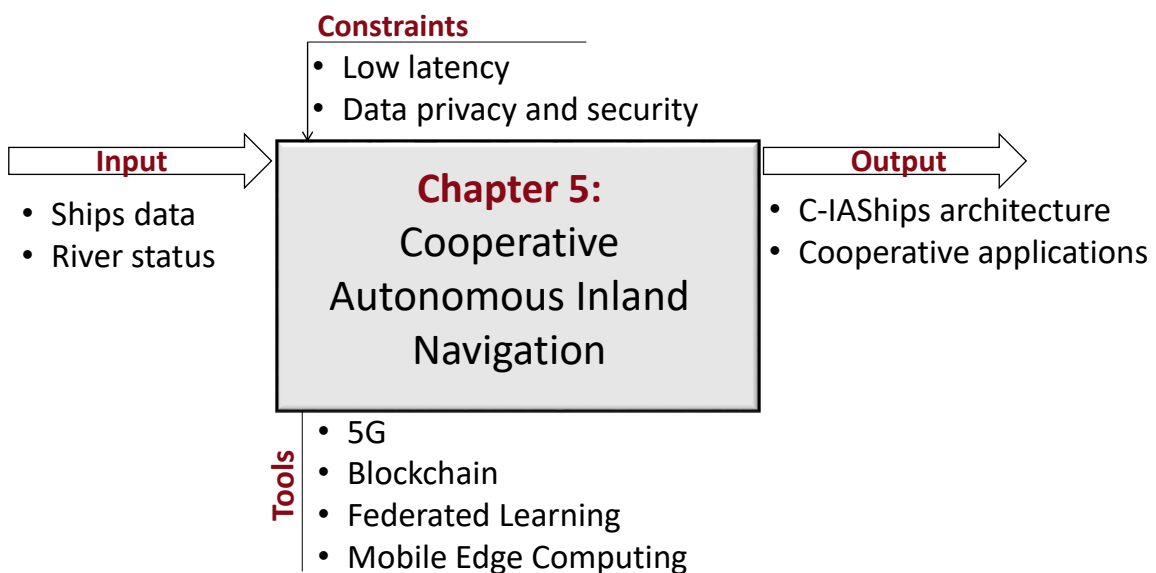 Constraints
• Low latency
• Data privacy and security
Input
• Ships data
• River status
Chapter 5:
Cooperative
Autonomous Inland
Navigation
Output
• C-IAShips architecture
• Cooperative applications
Tools
• 5G
• Blockchain
• Federated Learning
• Mobile Edge Computing